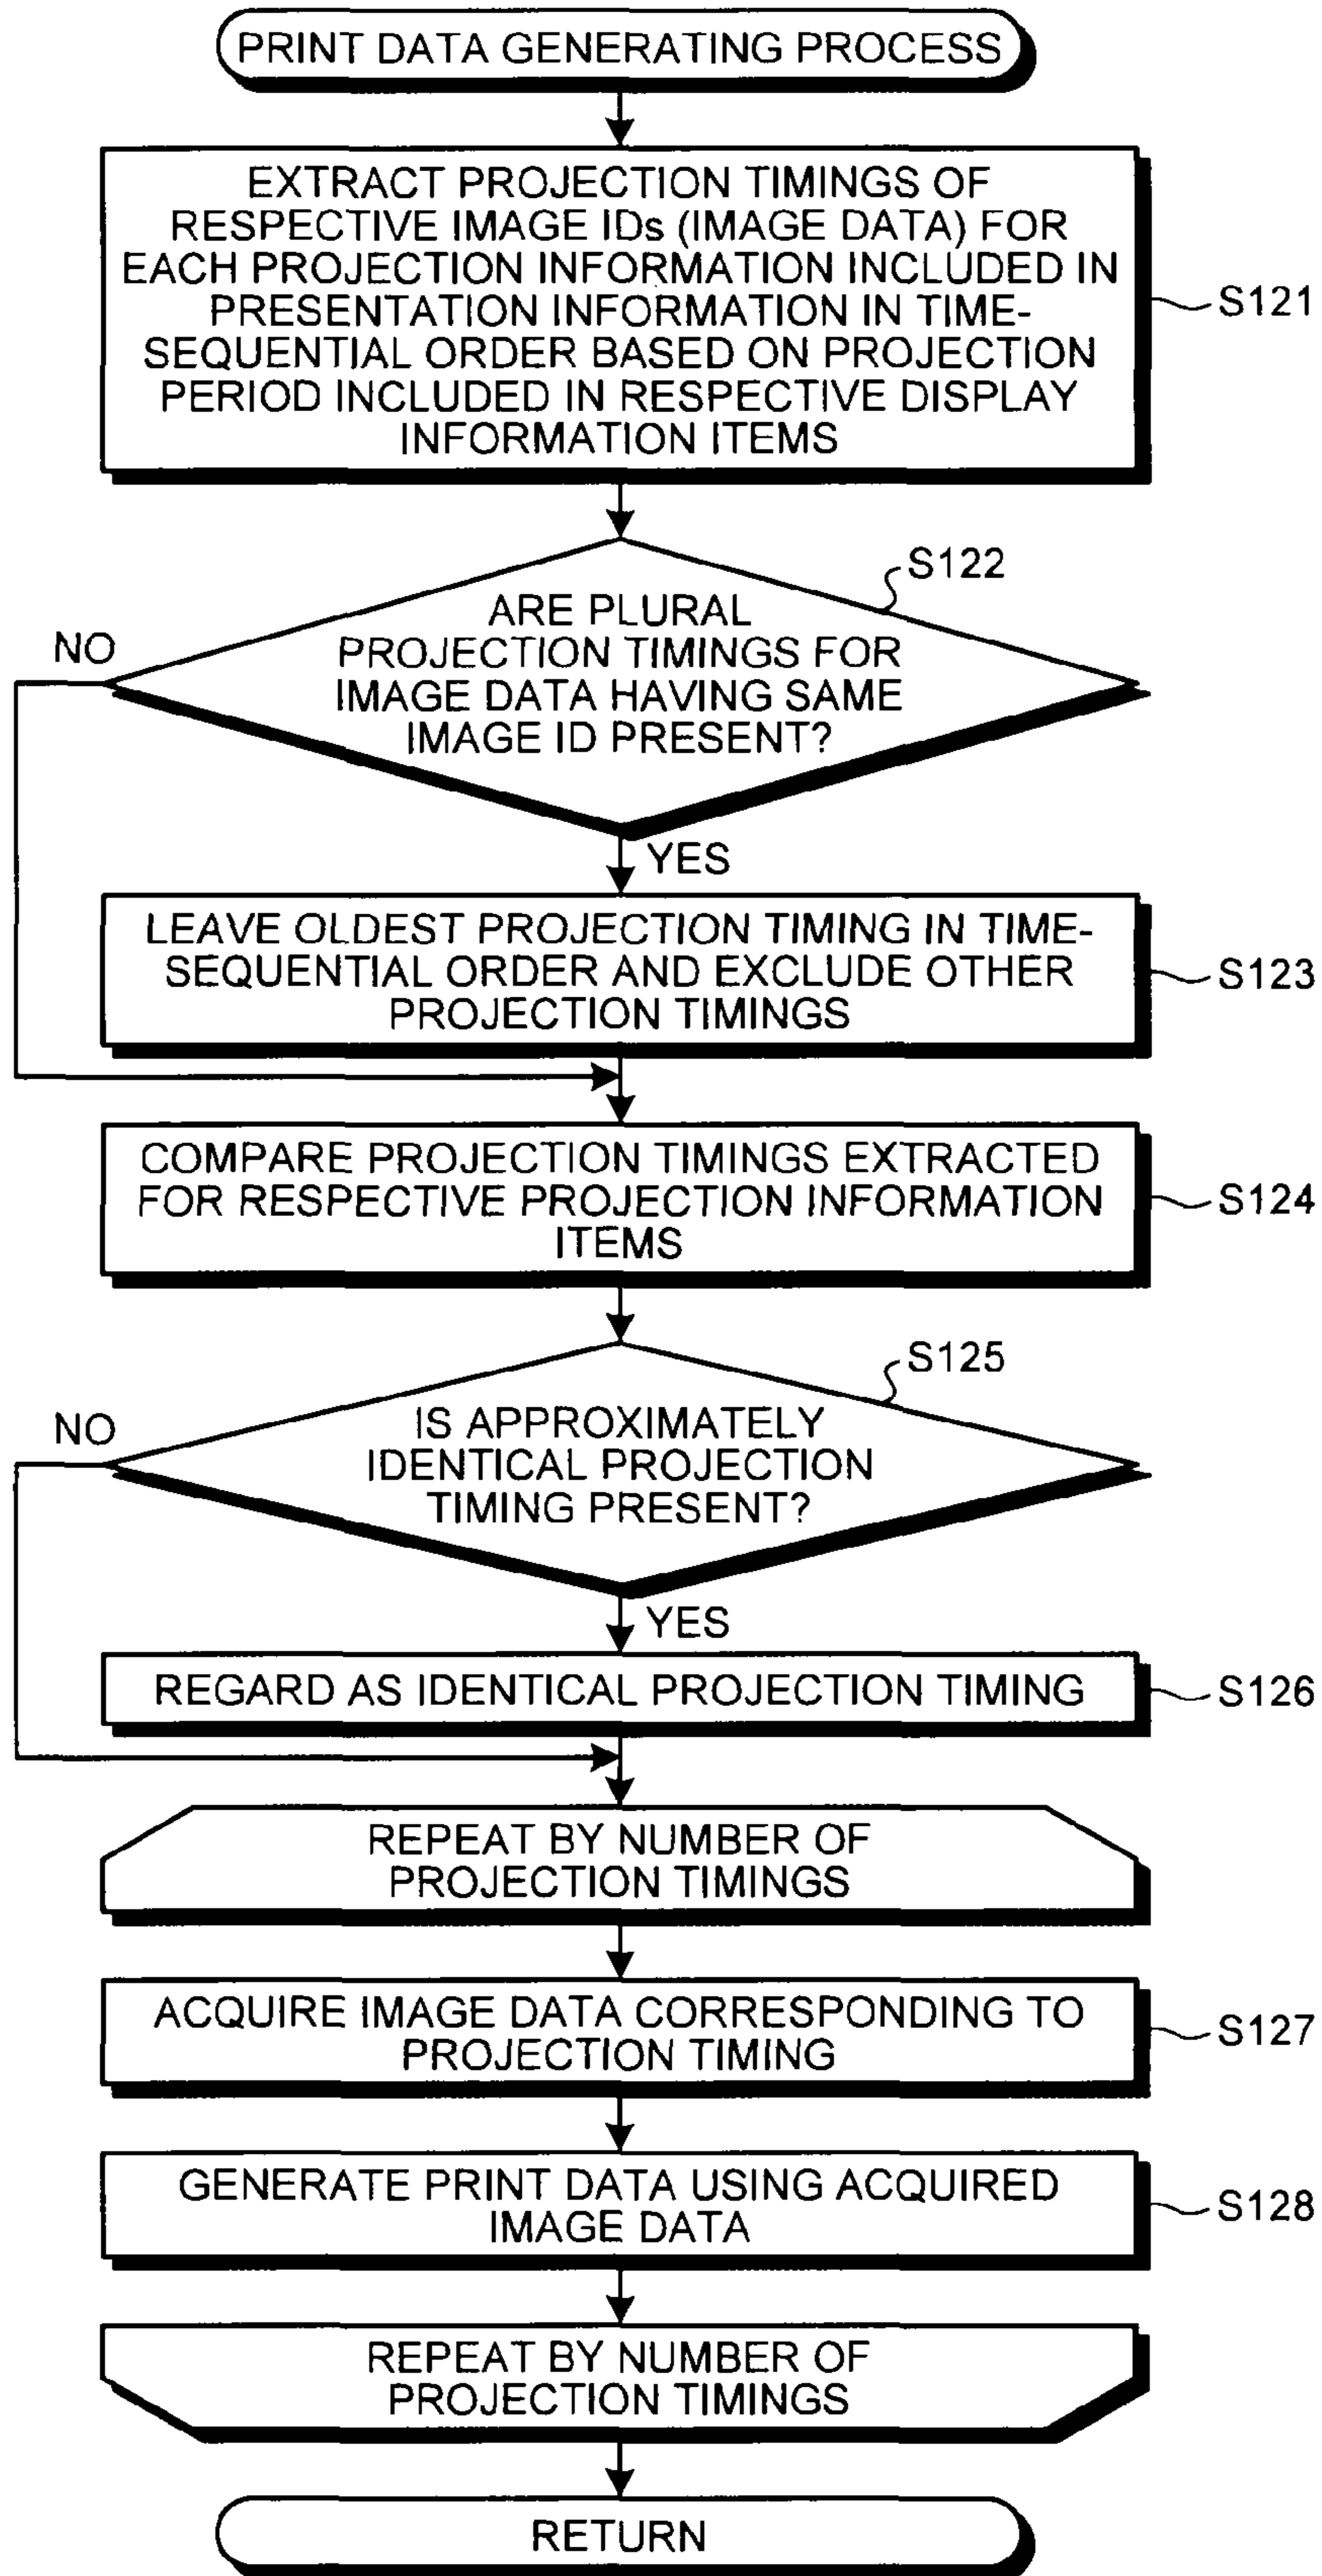 PRINT DATA GENERATING PROCESS
EXTRACT PROJECTION TIMINGS OF
RESPECTIVE IMAGE IDs (IMAGE DATA) FOR
EACH PROJECTION INFORMATION INCLUDED IN
PRESENTATION INFORMATION IN TIME-
SEQUENTIAL ORDER BASED ON PROJECTION
PERIOD INCLUDED IN RESPECTIVE DISPLAY
INFORMATION ITEMS
S121
S122
ARE PLURAL
PROJECTION TIMINGS FOR
IMAGE DATA HAVING SAME
IMAGE ID PRESENT?
NO
YES
LEAVE OLDEST PROJECTION TIMING IN TIME-
SEQUENTIAL ORDER AND EXCLUDE OTHER
PROJECTION TIMINGS
S123
COMPARE PROJECTION TIMINGS EXTRACTED
FOR RESPECTIVE PROJECTION INFORMATION
ITEMS
S124
S125
IS APPROXIMATELY
IDENTICAL PROJECTION
TIMING PRESENT?
NO
YES
REGARD AS IDENTICAL PROJECTION TIMING
S126
REPEAT BY NUMBER OF
PROJECTION TIMINGS
ACQUIRE IMAGE DATA CORRESPONDING TO
PROJECTION TIMING
S127
GENERATE PRINT DATA USING ACQUIRED
IMAGE DATA
S128
REPEAT BY NUMBER OF
PROJECTION TIMINGS
RETURN